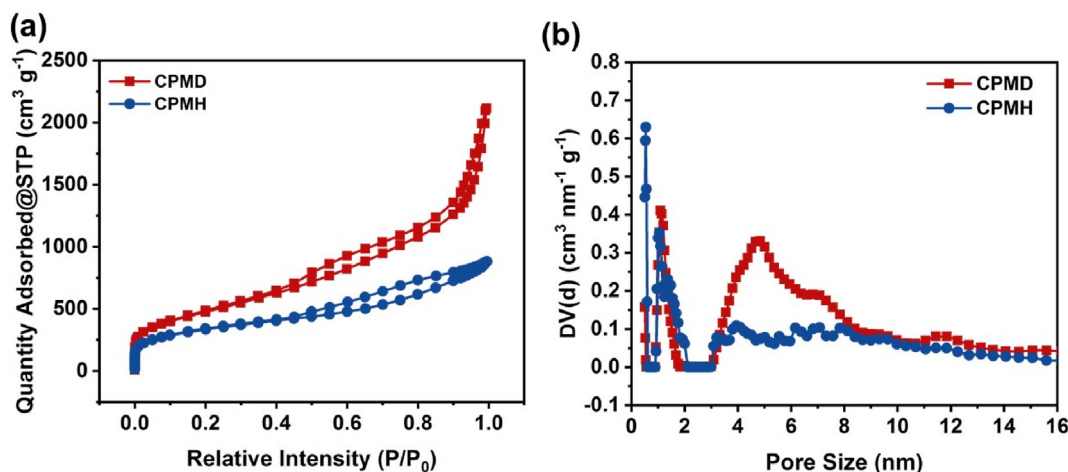 (a)
Quantity Adsorbed@STP (cm³ g⁻¹)
2500
2000
1500
1000
500
0
CPMD
CPMH
0.0 0.2 0.4 0.6 0.8 1.0
Relative Intensity (P/P₀)
(b)
DV(d) (cm³ nm⁻¹ g⁻¹)
0.8
0.7
0.6
0.5
0.4
0.3
0.2
0.1
0.0
-0.1
CPMD
CPMH
0 2 4 6 8 10 12 14 16
Pore Size (nm)